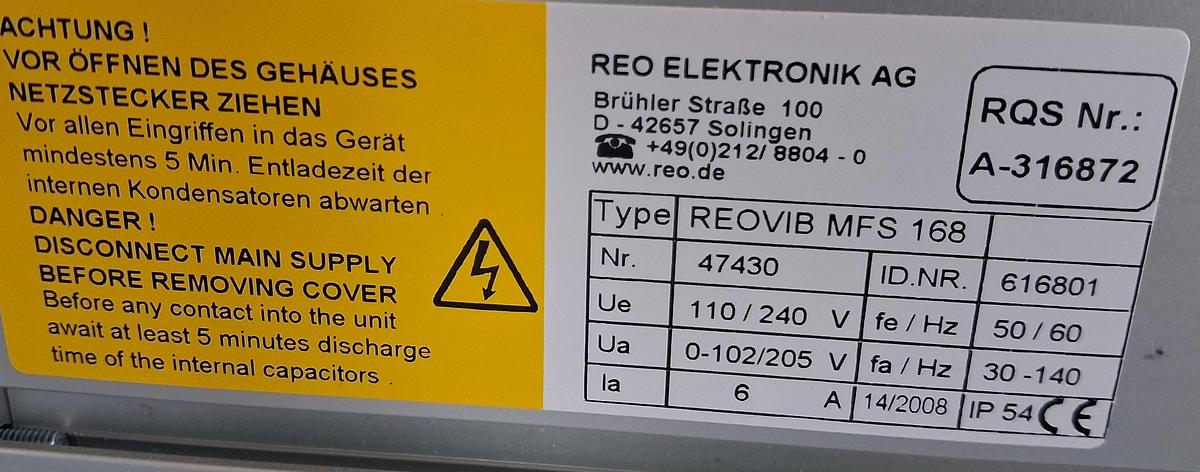 ACHTUNG !
VOR ÖFFNEN DES GEHÄUSES
NETZSTECKER ZIEHEN
Vor allen Eingriffen in das Gerät
mindestens 5 Min. Entladezeit der
internen Kondensatoren abwarten .
DANGER !
DISCONNECT MAIN SUPPLY
BEFORE REMOVING COVER
Before any contact into the unit
await at least 5 minutes discharge
time of the internal capacitors .
REO ELEKTRONIK AG
Brühler Straße 100
D - 42657 Solingen
☎ +49(0)212/ 8804 - 0
www.reo.de
RQS Nr.:
A-316872
Type REOVIB MFS 168
Nr. 47430 ID.NR. 616801
Ue 110 / 240 V fe / Hz 50 / 60
Ua 0-102/205 V fa / Hz 30 -140
Ia 6 A 14/2008 IP 54 CE